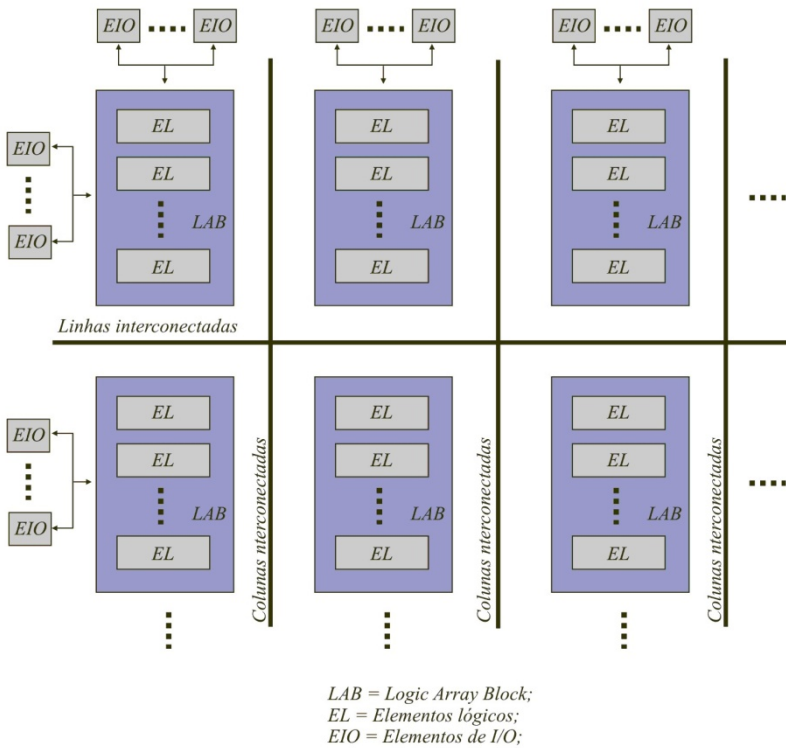 EIO EIO EIO EIO EIO EIO
EL EL EL
EIO
EL EL EL
LAB LAB LAB
EIO
EL EL EL
Linhas interconectadas
EL EL EL
EIO
EL EL EL
Colunas nterconectadas Colunas nterconectadas Colunas nterconectadas
LAB LAB LAB
EIO
EL EL EL
LAB = Logic Array Block;
EL = Elementos lógicos;
EIO = Elementos de I/O;